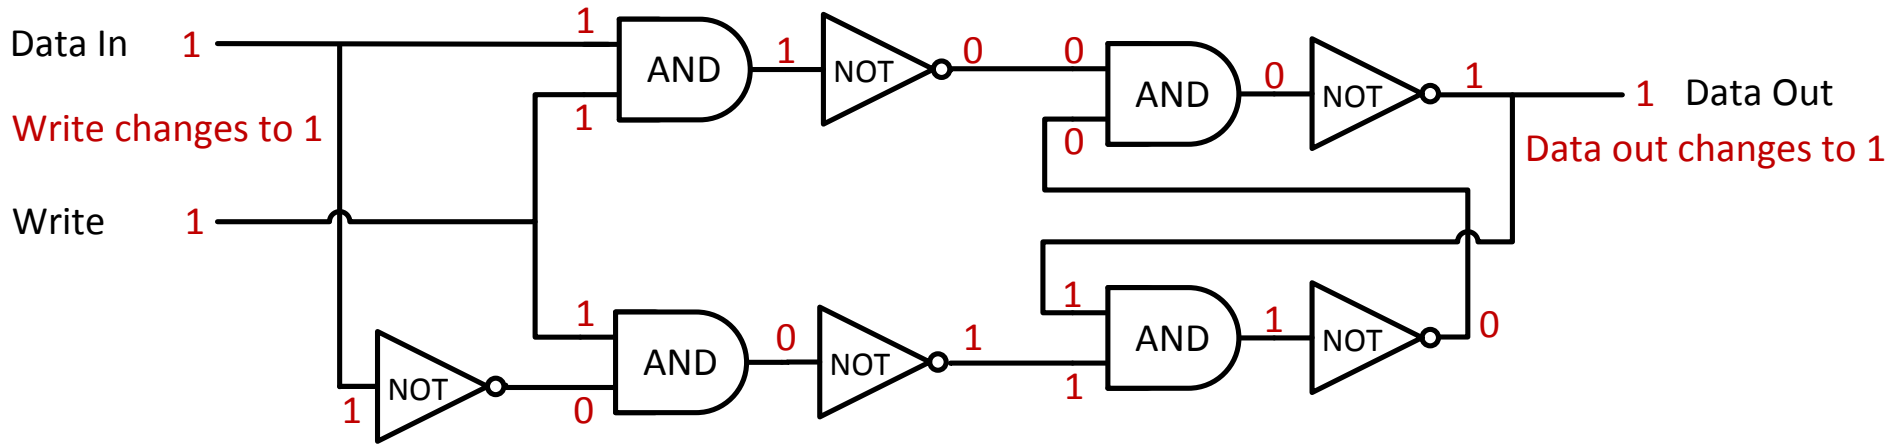 Data In 1
1
AND
1
NOT
0
0
AND
0
NOT
1
1 Data Out
Write changes to 1
1
0
Data out changes to 1
Write 1
1
AND
0
NOT
1
1
AND
1
NOT
0
NOT
1
0
1